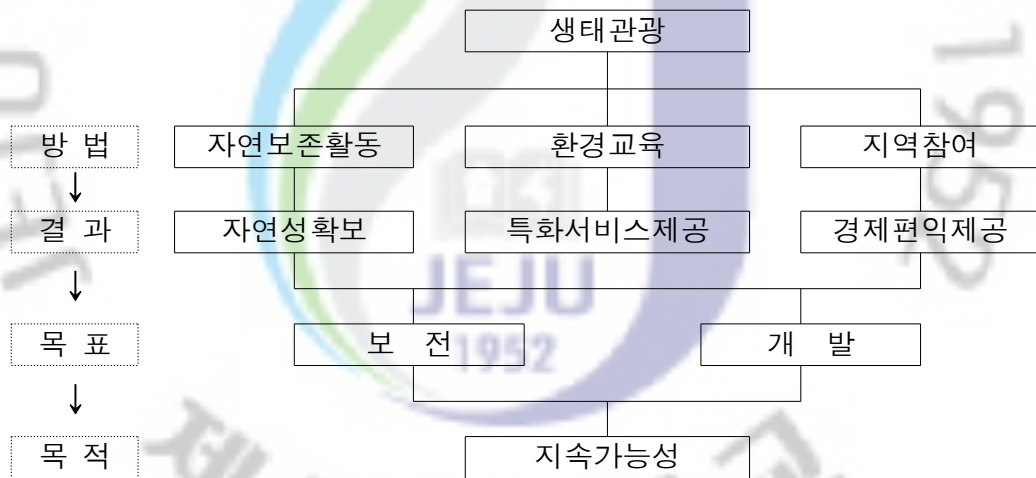 생태관광
방 법 자연보존활동 환경교육 지역참여
↓
결 과 자연성확보 특화서비스제공 경제편익제공
↓
JEJU
목 표 보 전 개 발
1952
↓
목 적 지속가능성
1952